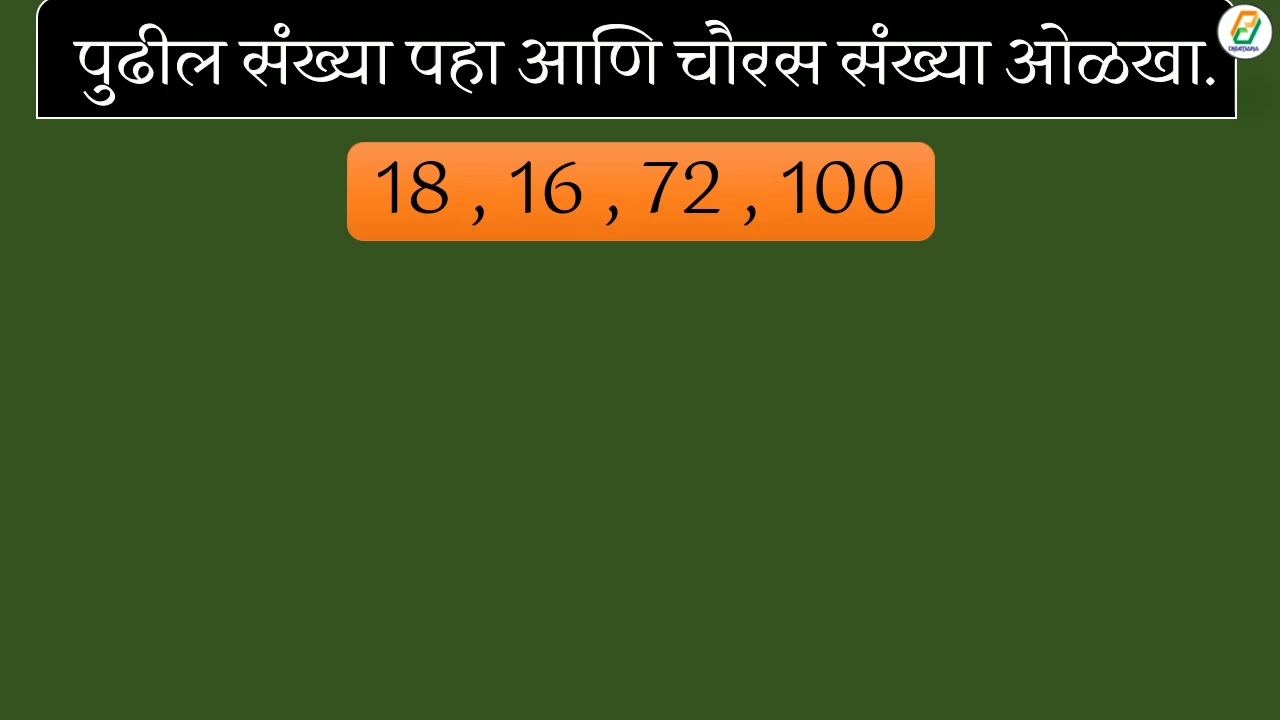 पुढील संख्या पहा आणि चौरस संख्या ओळखा.
18 , 16 , 72 , 100